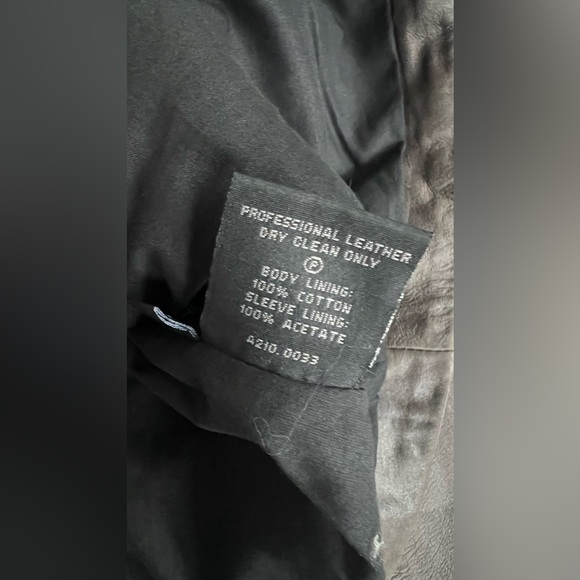 PROFESSIONAL LEATHER
DRY CLEAN ONLY
P
BODY LINING:
100% COTTON
SLEEVE LINING:
100% ACETATE
A210.0033